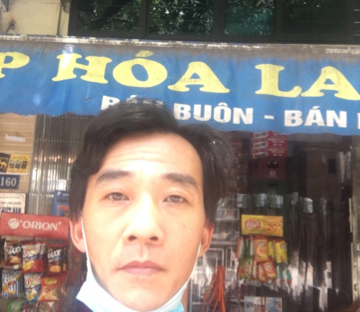 P HÓA LA
BÁN BUÔN - BÁN
160
ORION